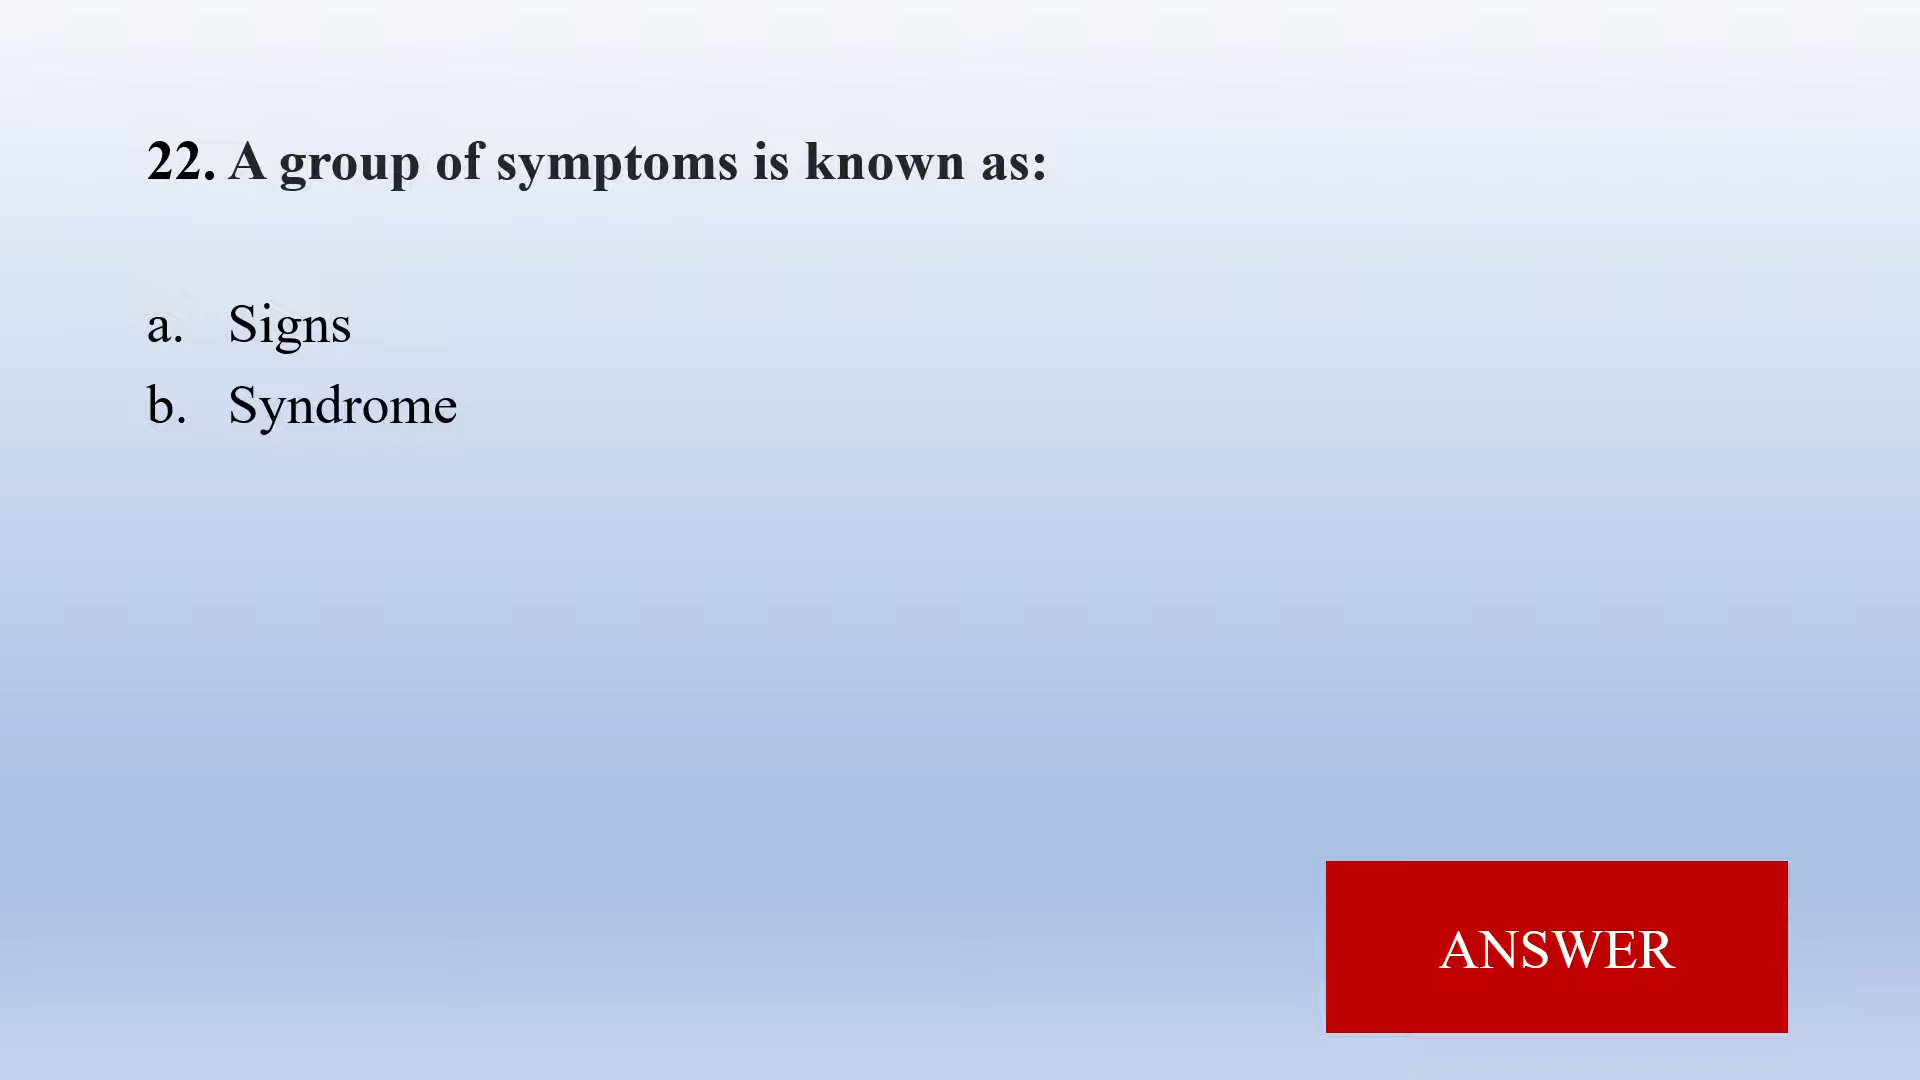 22. A group of symptoms is known as:
a. Signs
b. Syndrome
ANSWER